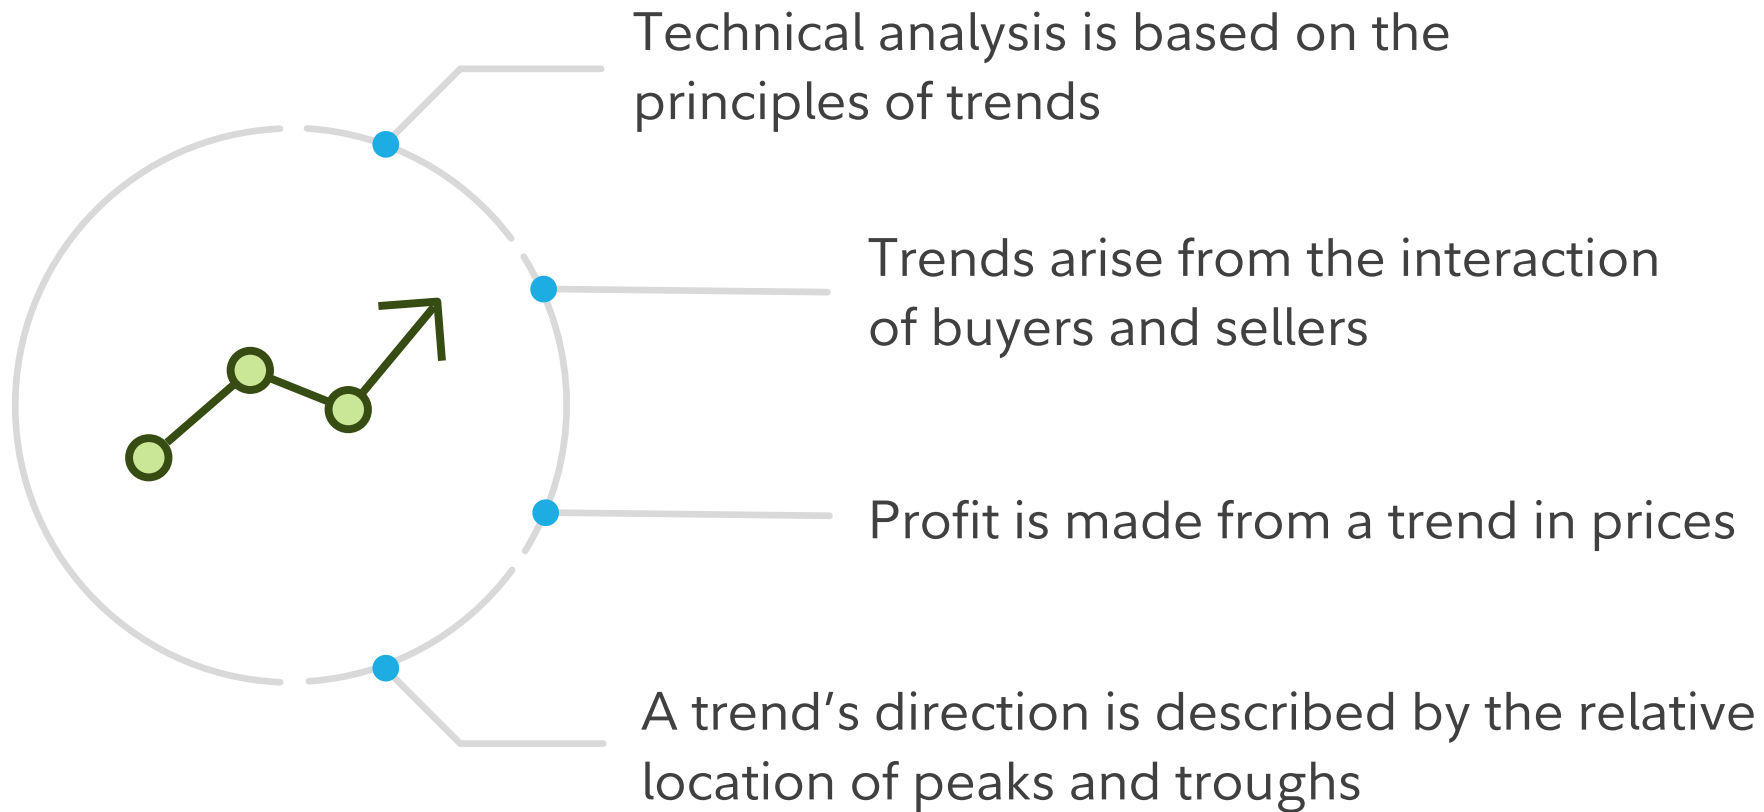 Technical analysis is based on the
principles of trends
Trends arise from the interaction
of buyers and sellers
Profit is made from a trend in prices
A trend’s direction is described by the relative
location of peaks and troughs